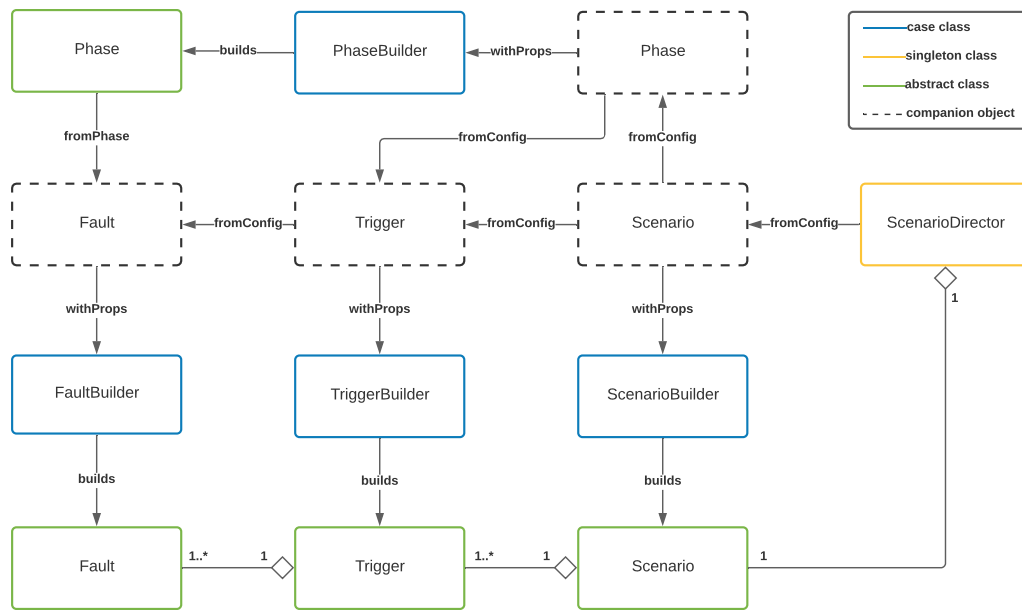 Phase
builds
PhaseBuilder
withProps
Phase
case class
singleton class
abstract class
companion object
fromPhase
fromConfig
fromConfig
Fault
fromConfig
Trigger
fromConfig
Scenario
fromConfig
ScenarioDirector
1
withProps
withProps
withProps
FaultBuilder
TriggerBuilder
ScenarioBuilder
builds
builds
builds
Fault
1..*
1
Trigger
1..*
1
Scenario
1